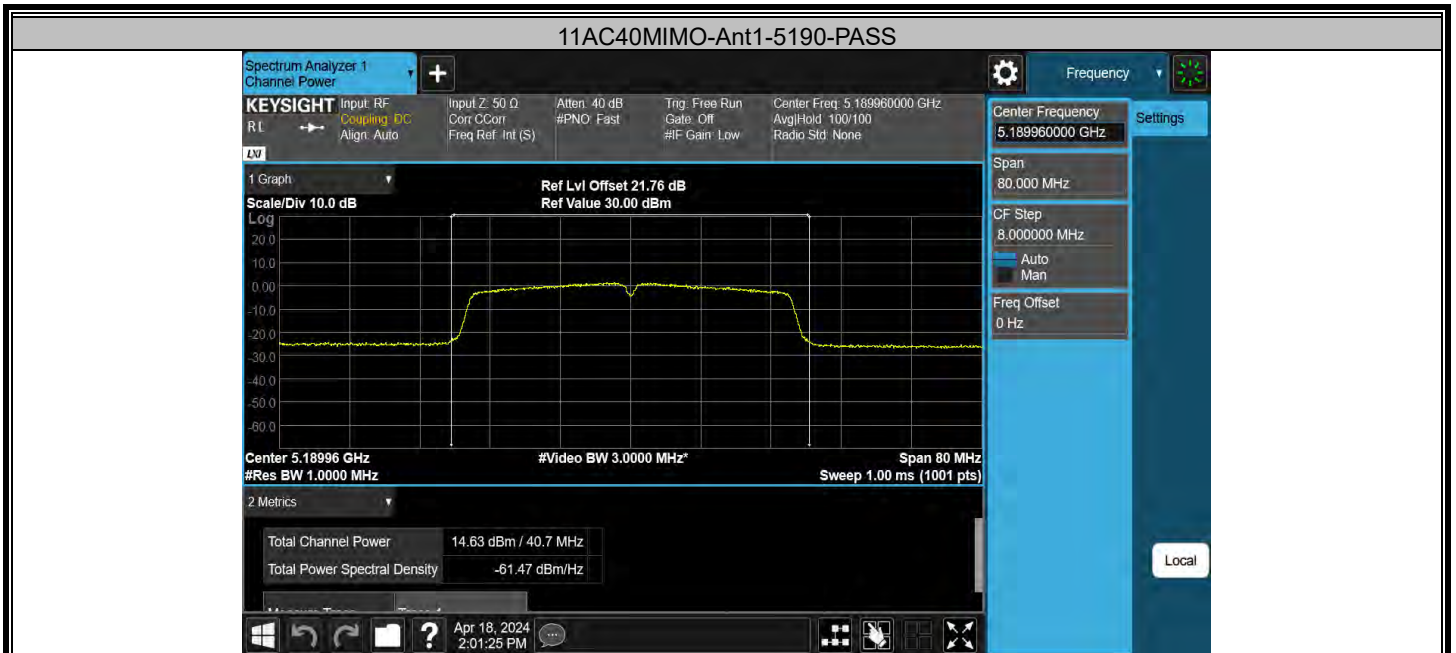 11AC40MIMO-Ant1-5190-PASS
Spectrum Analyzer 1
Channel Power
Frequency
KEYSIGHT
RL
LXI
Input: RF
Coupling: DC
Align: Auto
Input Z: 50 Ω
Corr CCorr
Freq Ref: Int (S)
Atten: 40 dB
#PNO: Fast
Trig: Free Run
Gate: Off
#IF Gain: Low
Center Freq: 5.189960000 GHz
Avg|Hold: 100/100
Radio Std: None
Center Frequency
5.189960000 GHz
Settings
Span
80.000 MHz
CF Step
8.000000 MHz
Auto
Man
Freq Offset
0 Hz
Local
1 Graph
Scale/Div 10.0 dB
Ref Lvl Offset 21.76 dB
Ref Value 30.00 dBm
Log
20.0
10.0
0.00
-10.0
-20.0
-30.0
-40.0
-50.0
-60.0
Center 5.18996 GHz
#Video BW 3.0000 MHz*
Span 80 MHz
#Res BW 1.0000 MHz
Sweep 1.00 ms (1001 pts)
2 Metrics
Total Channel Power 14.63 dBm / 40.7 MHz
Total Power Spectral Density -61.47 dBm/Hz
?
Apr 18, 2024
2:01:25 PM